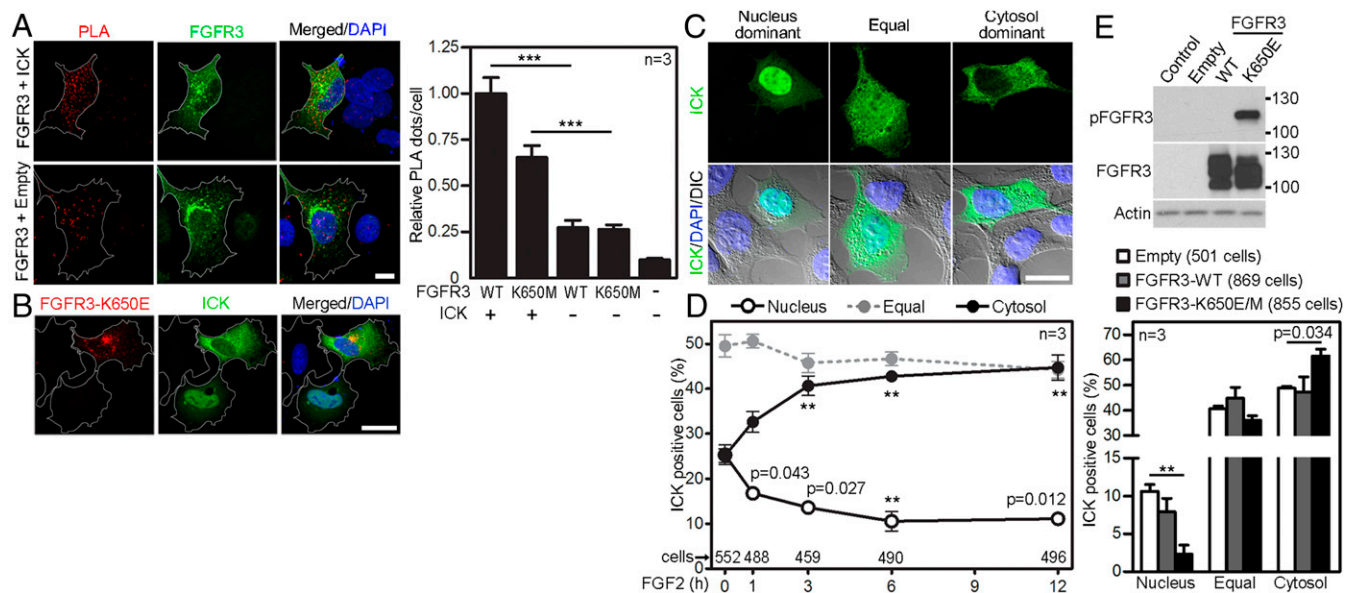 A
PLA
FGFR3
Merged/DAPI
FGFR3 + ICK
FGFR3 + Empty
Relative PLA dots/cell
1.25
1.00
0.75
0.50
0.25
0
n=3
***
***
FGFR3 WT K650M WT K650M -
ICK + + - - -
B
FGFR3-K650E
ICK
Merged/DAPI
C
Nucleus dominant
Equal
Cytosol dominant
ICK
ICK/DAPI/DIC
D
Nucleus
Equal
Cytosol
n=3
ICK positive cells (%)
50
40
30
20
10
0
**
**
**
p=0.043
p=0.027
**
p=0.012
cells 552 488 459 490 496
FGF2 (h) 0 1 3 6 9 12
E
FGFR3
Control
Empty
WT
K650E
pFGFR3
130
100
FGFR3
130
100
Actin
Empty (501 cells)
FGFR3-WT (869 cells)
FGFR3-K650E/M (855 cells)
n=3
p=0.034
ICK positive cells (%)
70
60
50
40
30
15
10
5
0
**
Nucleus Equal Cytosol